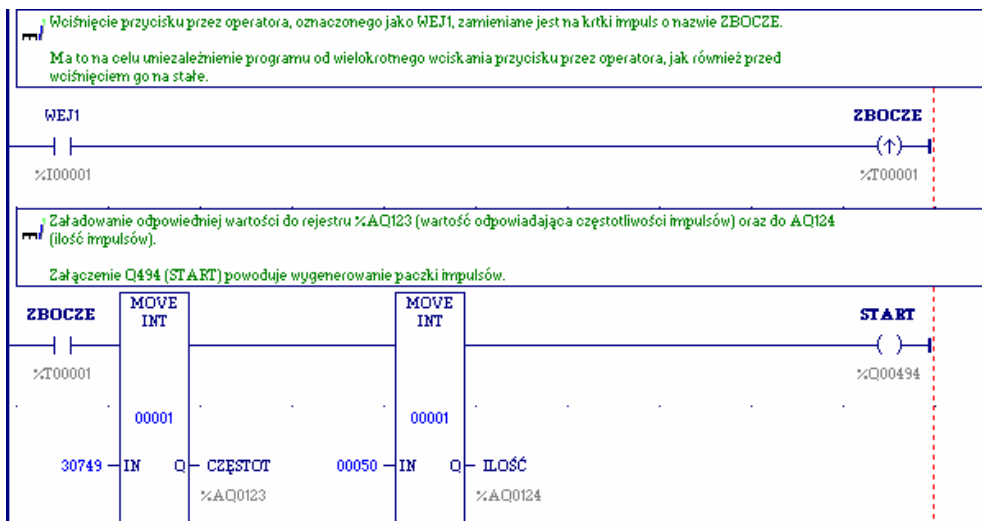 Wciśnięcie przycisku przez operatora, oznaczonego jako WEJ1, zamieniane jest na krtki impuls o nazwie ZBOCZE.
Ma to na celu uniezależnienie programu od wielokrotnego wciskania przycisku przez operatora, jak również przed
wciśnięciem go na stałe.
WEJ1 ZBOCZE
(↑)
%I00001 %T00001
Załadowanie odpowiedniej wartości do rejestru %AQ123 (wartość odpowiadająca częstotliwości impulsów) oraz do AQ124
(ilość impulsów).
Załączenie Q494 (START) powoduje wygenerowanie paczki impulsów.
ZBOCZE MOVE INT MOVE INT START
( )
%T00001 %Q00494
00001 00001
30749 IN Q CZĘSTOT 00050 IN Q ILOŚĆ
%AQ0123 %AQ0124